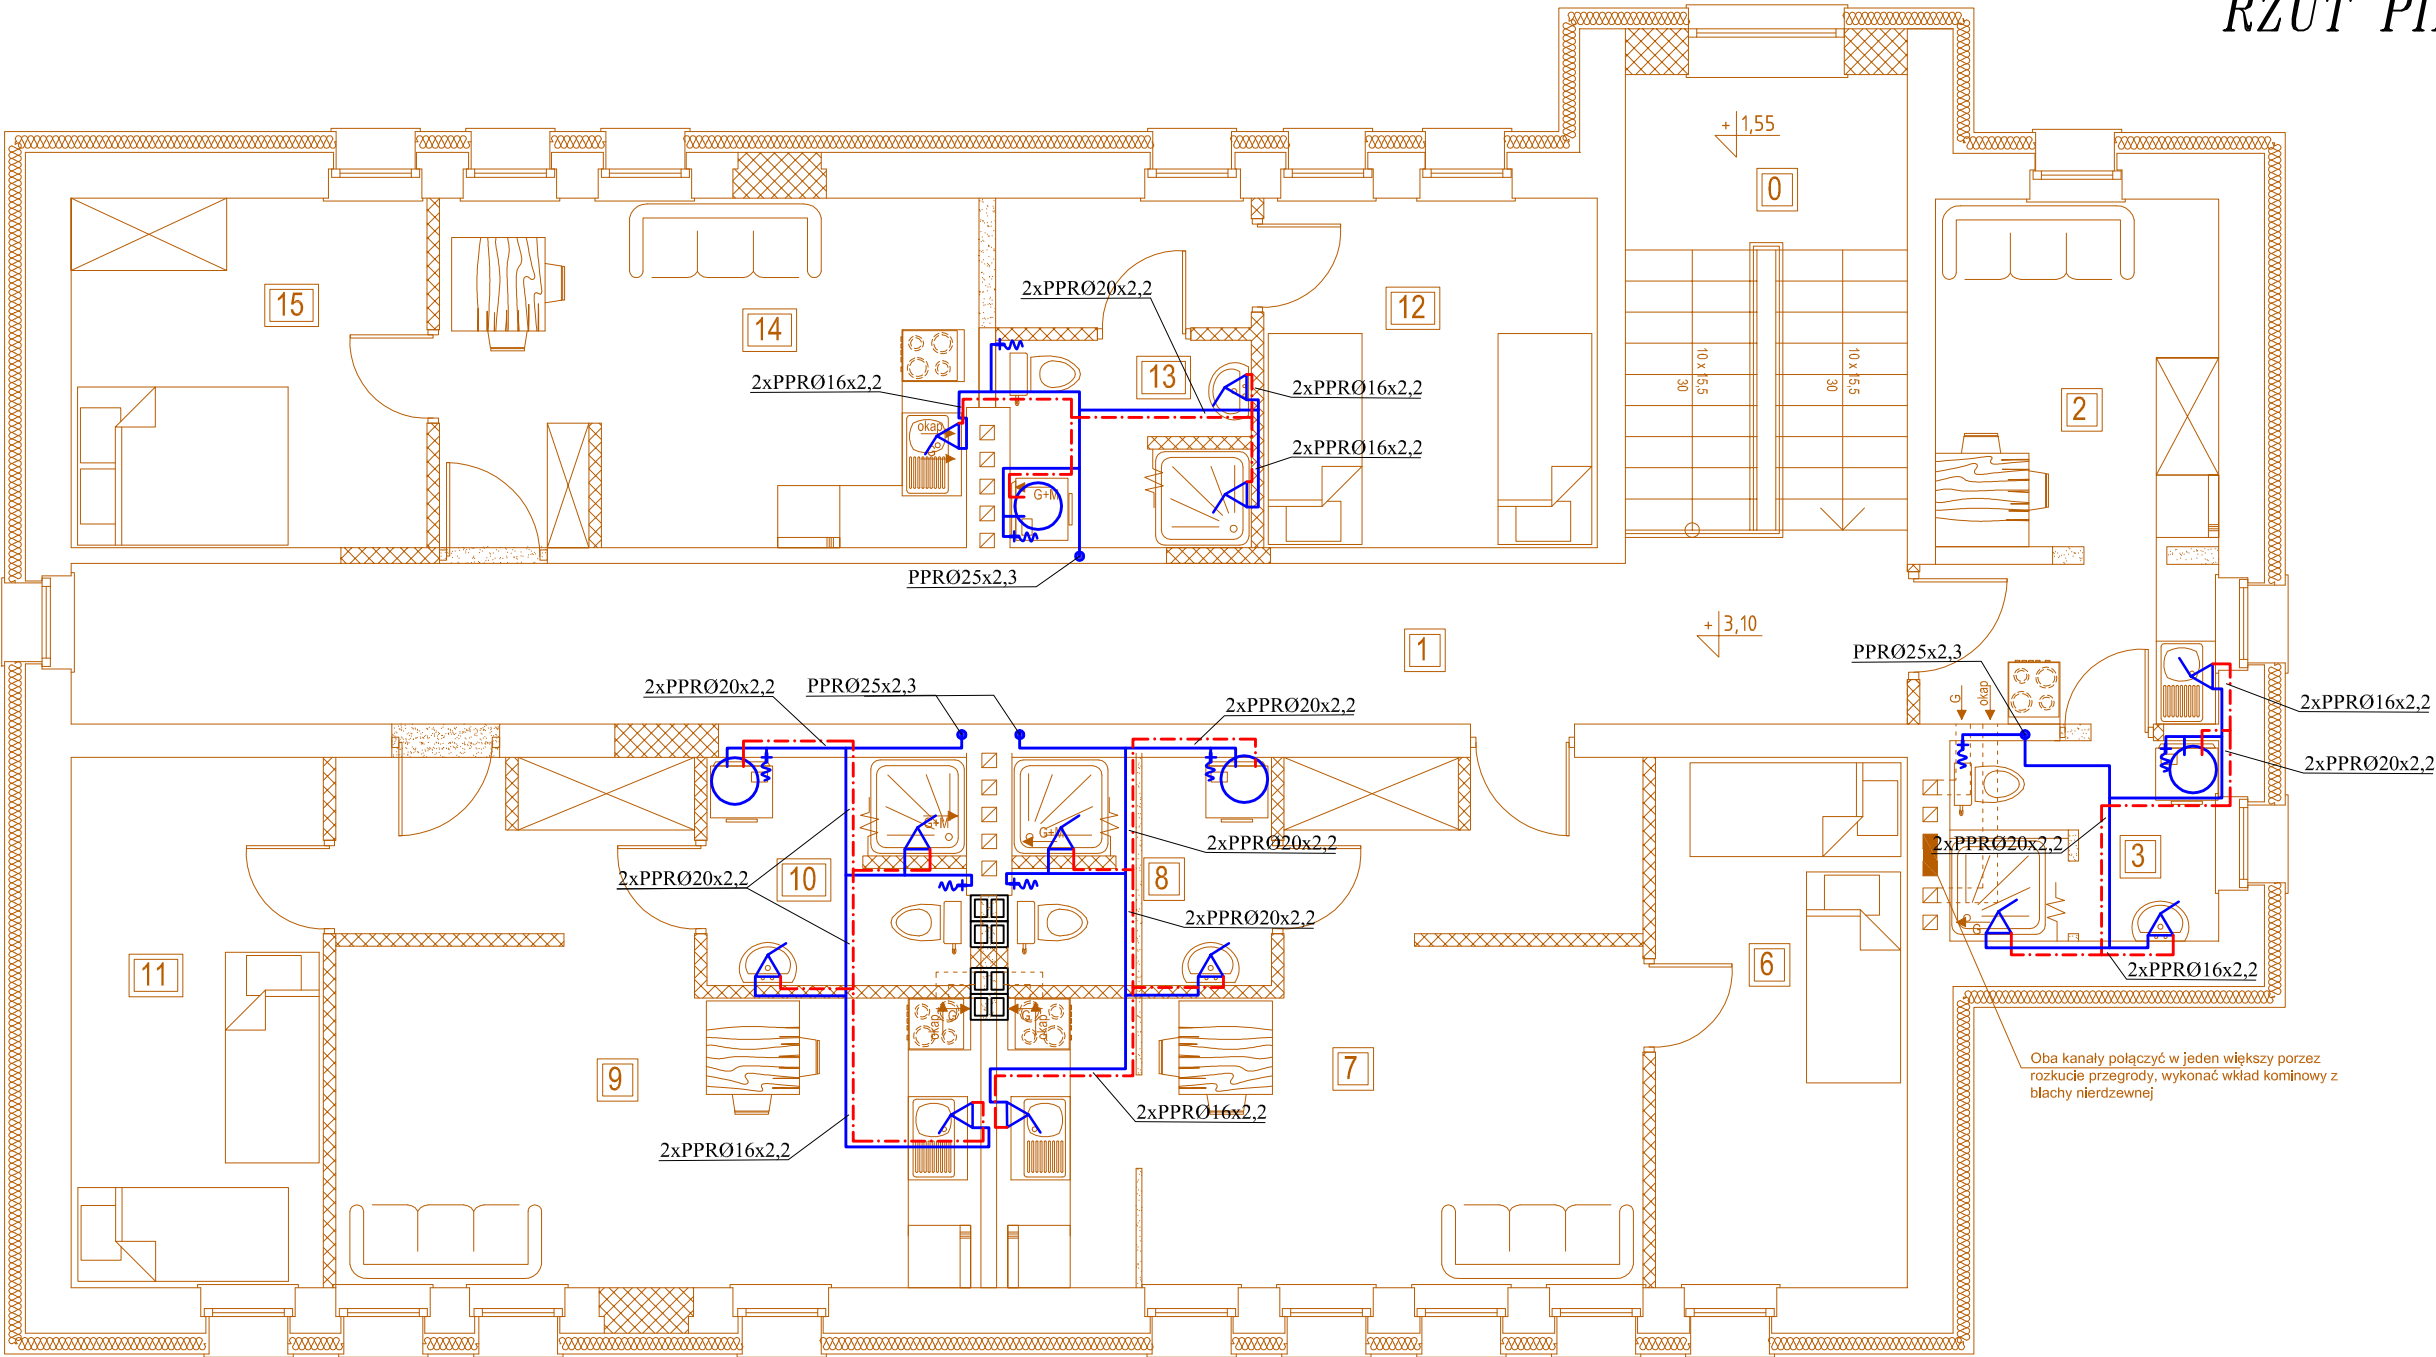 RZUT
+ 1,55
0
15
14
2xPPRØ20x2,2
12
13
2xPPRØ16x2,2
2xPPRØ16x2,2
10 x 15,5
30
10 x 15,5
30
2
okap
G
2xPPRØ16x2,2
G+M
PPRØ25x2,3
+ 3,10
1
PPRØ25x2,3
2xPPRØ20x2,2
PPRØ25x2,3
2xPPRØ20x2,2
G
okap
2xPPRØ16x2,2
2xPPRØ20x2,2
G+M
G+M
2xPPRØ20x2,2
2xPPRØ20x2,2
3
2xPPRØ20x2,2
10
8
2xPPRØ20x2,2
G
11
6
2xPPRØ16x2,2
okap
G
G
okap
9
7
Oba kanały połączyć w jeden większy porzez
rozkucie przegrody, wykonać wkład kominowy z
blachy nierdzewnej
2xPPRØ16x2,2
2xPPRØ16x2,2